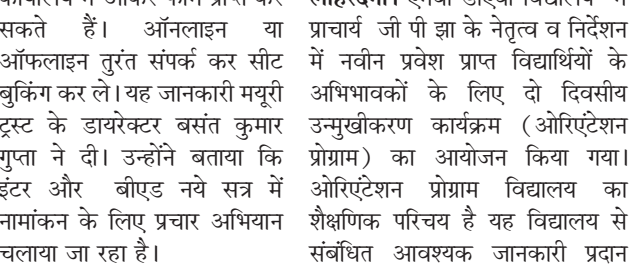 सकते हैं। ऑनलाइन या
ऑफलाइन तुरंत संपर्क कर सीट
बुकिंग कर ले। यह जानकारी मयूरी
ट्रस्ट के डायरेक्टर बसंत कुमार
गुप्ता ने दी। उन्होंने बताया कि
इंटर और बीएड नये सत्र में
नामांकन के लिए प्रचार अभियान
चलाया जा रहा है।
प्राचार्य जी पी झा के नेतृत्व व निर्देशन
में नवीन प्रवेश प्राप्त विद्यार्थियों के
अभिभावकों के लिए दो दिवसीय
उन्मुखीकरण कार्यक्रम (ओरिएंटेशन
प्रोग्राम) का आयोजन किया गया।
ओरिएंटेशन प्रोग्राम विद्यालय का
शैक्षणिक परिचय है यह विद्यालय से
संबंधित आवश्यक जानकारी प्रदान